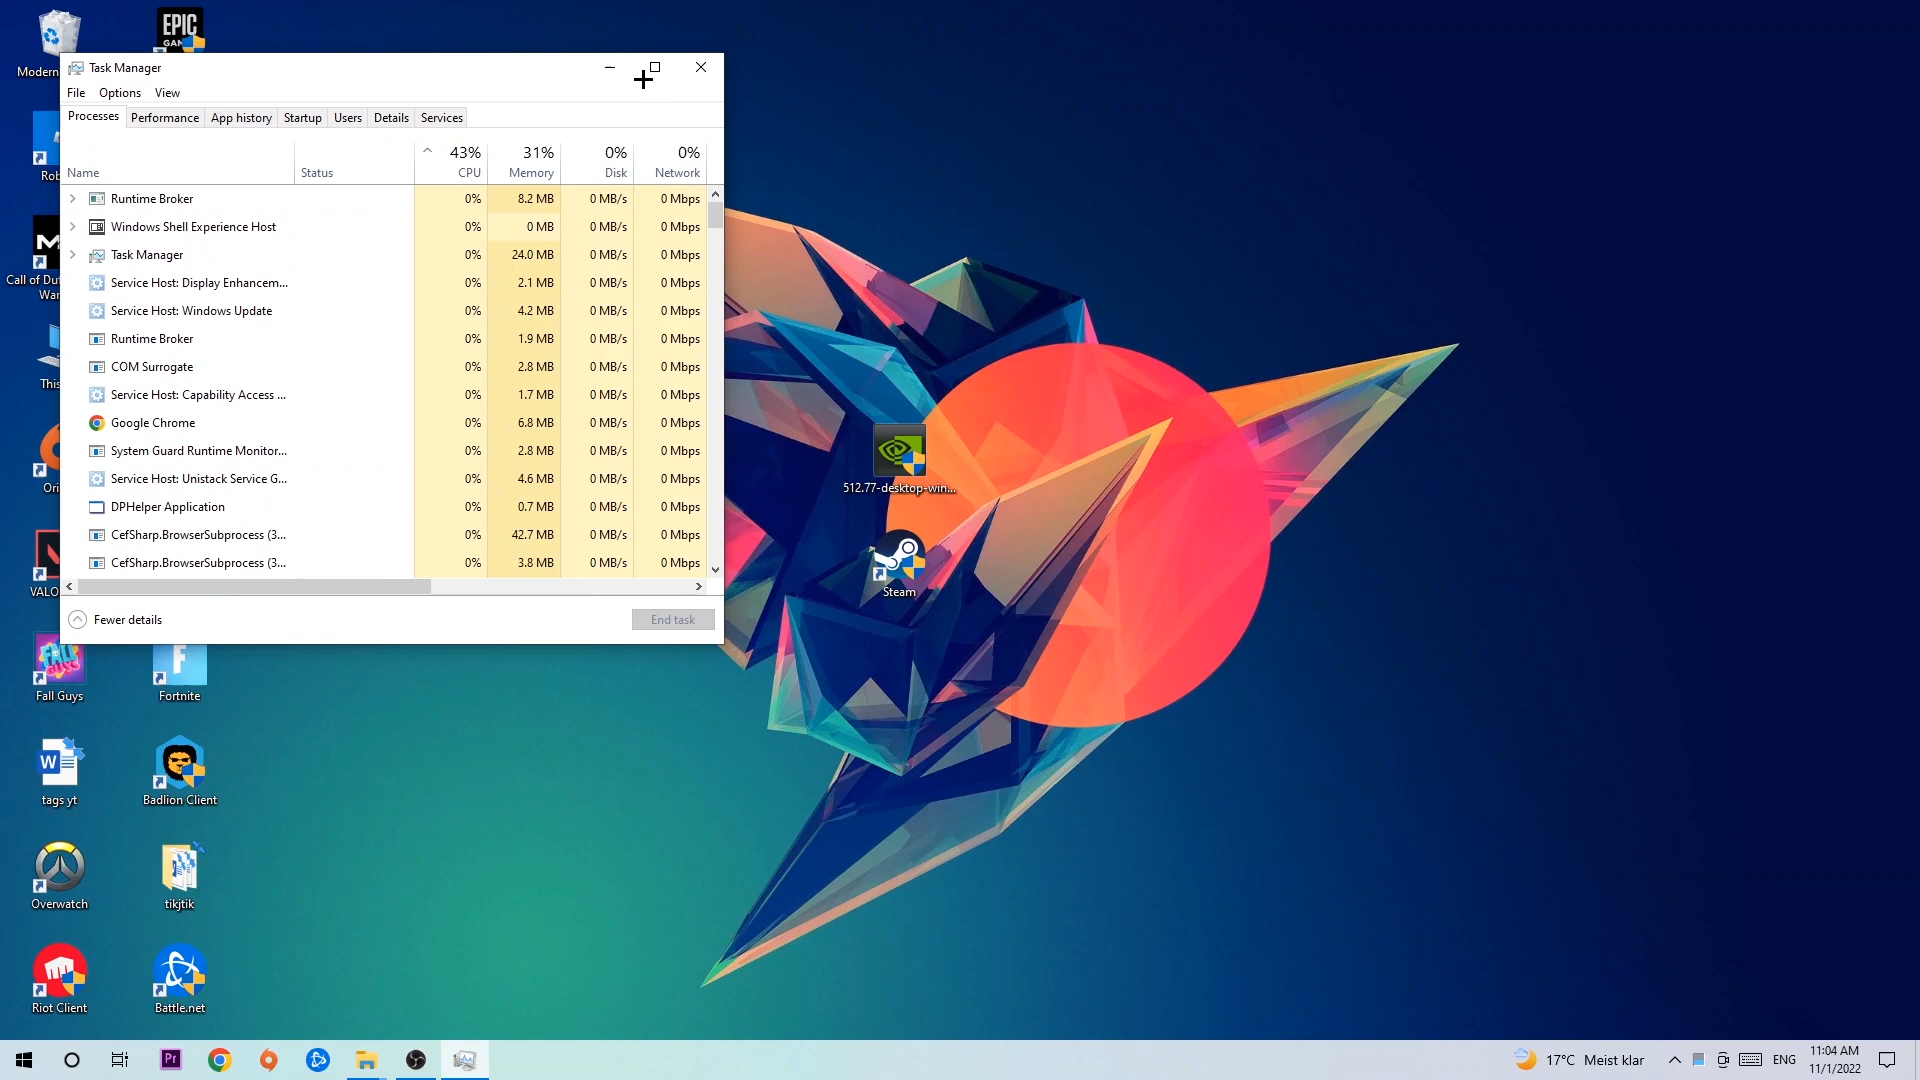 EPIC
GAM
Modern
Task Manager
File Options View
Processes Performance App history Startup Users Details Services
43% 31% 0% 0%
Name Status CPU Memory Disk Network
Runtime Broker 0% 8.2 MB 0 MB/s 0 Mbps
Windows Shell Experience Host 0% 0 MB 0 MB/s 0 Mbps
Task Manager 0% 24.0 MB 0 MB/s 0 Mbps
Service Host: Display Enhancem... 0% 2.1 MB 0 MB/s 0 Mbps
Service Host: Windows Update 0% 4.2 MB 0 MB/s 0 Mbps
Runtime Broker 0% 1.9 MB 0 MB/s 0 Mbps
COM Surrogate 0% 2.8 MB 0 MB/s 0 Mbps
Service Host: Capability Access ... 0% 1.7 MB 0 MB/s 0 Mbps
Google Chrome 0% 6.8 MB 0 MB/s 0 Mbps
System Guard Runtime Monitor... 0% 2.8 MB 0 MB/s 0 Mbps
Service Host: Unistack Service G... 0% 4.6 MB 0 MB/s 0 Mbps
DPHelper Application 0% 0.7 MB 0 MB/s 0 Mbps
CefSharp.BrowserSubprocess (3... 0% 42.7 MB 0 MB/s 0 Mbps
CefSharp.BrowserSubprocess (3... 0% 3.8 MB 0 MB/s 0 Mbps
Fewer details End task
Rob
M
Call of Du
War
This
Ori
VALO
512.77-desktop-win...
Steam
Fall Guys
Fortnite
W
tags yt
Badlion Client
Overwatch
tikjtik
Riot Client
Battle.net
Pr
17°C Meist klar
ENG
11:04 AM
11/1/2022